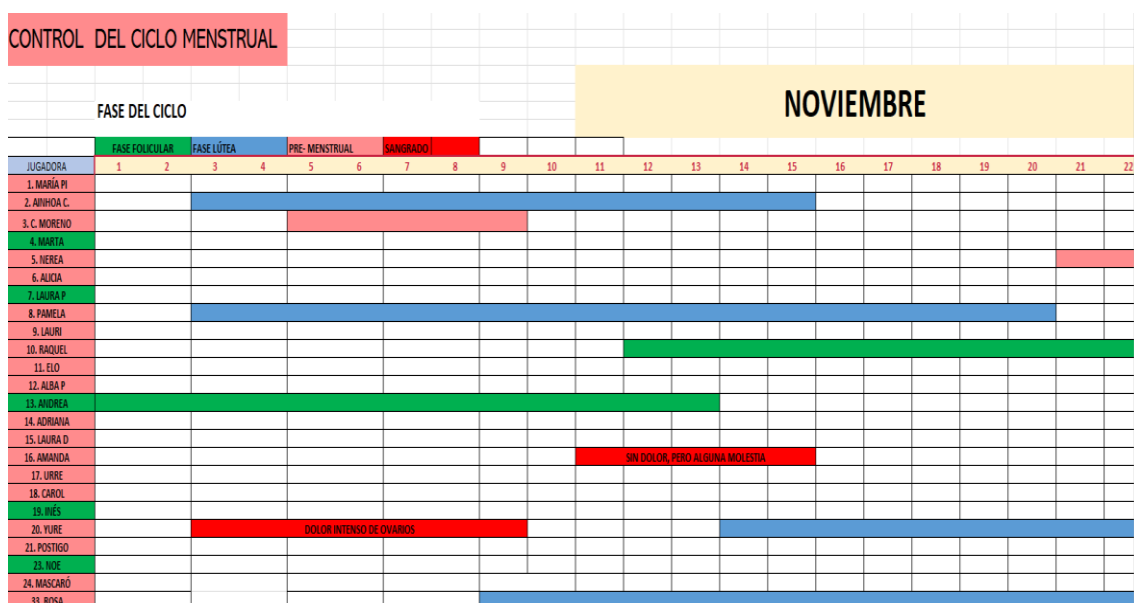 CONTROL DEL CICLO MENSTRUAL
NOVIEMBRE
FASE DEL CICLO
FASE FOLICULAR FASE LÚTEA PRE- MENSTRUAL SANGRADO
JUGADORA 1 2 3 4 5 6 7 8 9 10 11 12 13 14 15 16 17 18 19 20 21 22
1. MARÍA PI
2. AINHOA C.
3. C. MORENO
4. MARTA
5. NEREA
6. ALICIA
7. LAURA P
8. PAMELA
9. LAURI
10. RAQUEL
11. ELO
12. ALBA P
13. ANDREA
14. ADRIANA
15. LAURA D
16. AMANDA SIN DOLOR, PERO ALGUNA MOLESTIA
17. URRE
18. CAROL
19. INÉS
20. YURE DOLOR INTENSO DE OVARIOS
21. POSTIGO
23. NOE
24. MASCARÓ
33. ROSA